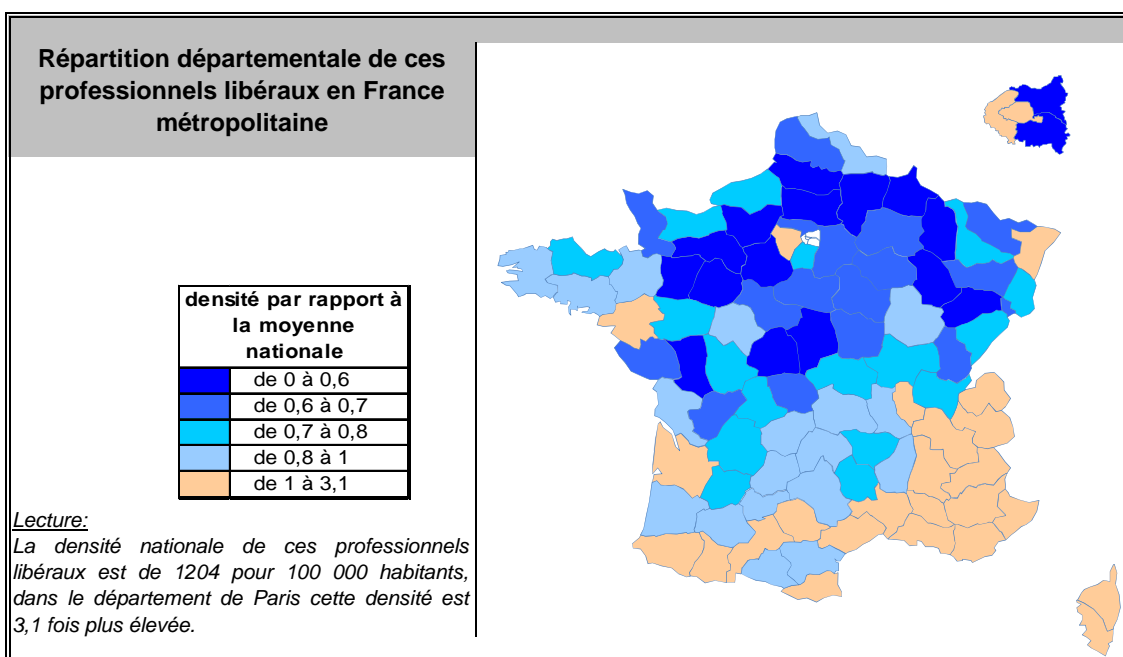 Répartition départementale de ces
professionnels libéraux en France
métropolitaine
densité par rapport à
la moyenne
nationale
de 0 à 0,6
de 0,6 à 0,7
de 0,7 à 0,8
de 0,8 à 1
de 1 à 3,1
Lecture:
La densité nationale de ces professionnels
libéraux est de 1204 pour 100 000 habitants,
dans le département de Paris cette densité est
3,1 fois plus élevée.